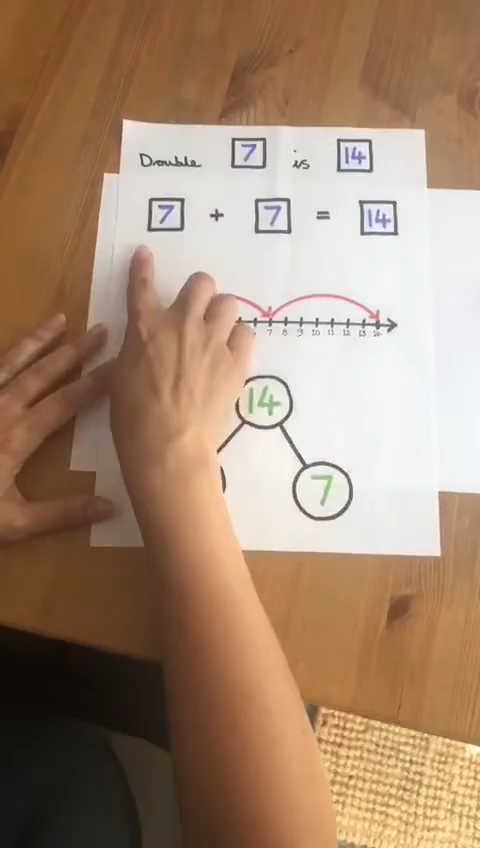 Double 7 is 14
7 + 7 = 14
7 8 9 10 11 12 13 14
14
7